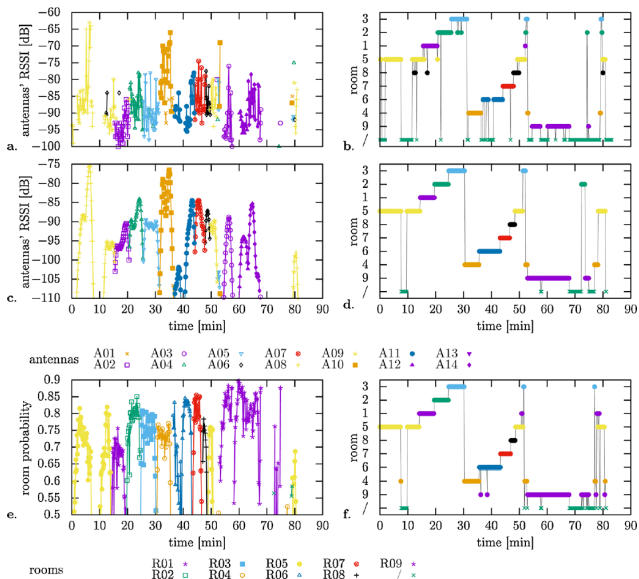 antennas' RSSI [dB]
-60
-65
-70
-75
-80
-85
-90
-95
-100
a.
0 10 20 30 40 50 60 70 80 90
room
3
2
1
5
8
7
6
4
9
/
b.
0 10 20 30 40 50 60 70 80 90
antennas' RSSI [dB]
-75
-80
-85
-90
-95
-100
-105
-110
c.
0 10 20 30 40 50 60 70 80 90
time [min]
room
3
2
1
5
8
7
6
4
9
/
d.
0 10 20 30 40 50 60 70 80 90
time [min]
antennas
A01 A03 A05 A07 A09 A11 A13
A02 A04 A06 A08 A10 A12 A14
room probability
0.9
0.85
0.8
0.75
0.7
0.65
0.6
0.55
0.5
e.
0 10 20 30 40 50 60 70 80 90
time [min]
room
3
2
1
5
8
7
6
4
9
/
f.
0 10 20 30 40 50 60 70 80 90
time [min]
rooms
R01 R03 R05 R07 R09
R02 R04 R06 R08 /